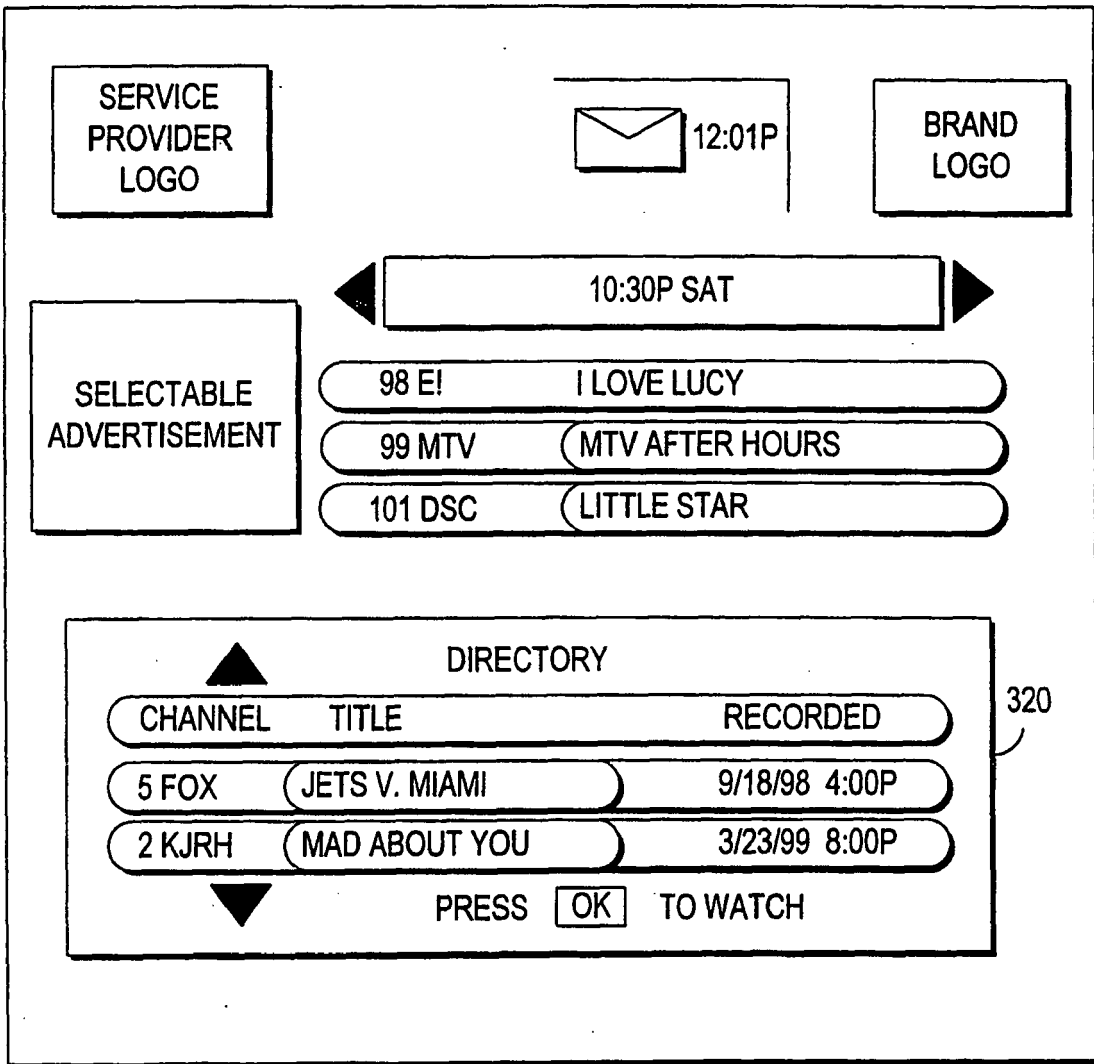 SERVICE
PROVIDER
LOGO
12:01P
BRAND
LOGO
10:30P SAT
SELECTABLE
ADVERTISEMENT
98 E! I LOVE LUCY
99 MTV MTV AFTER HOURS
101 DSC LITTLE STAR
DIRECTORY
CHANNEL TITLE RECORDED
5 FOX JETS V. MIAMI 9/18/98 4:00P
2 KJRH MAD ABOUT YOU 3/23/99 8:00P
PRESS OK TO WATCH
320